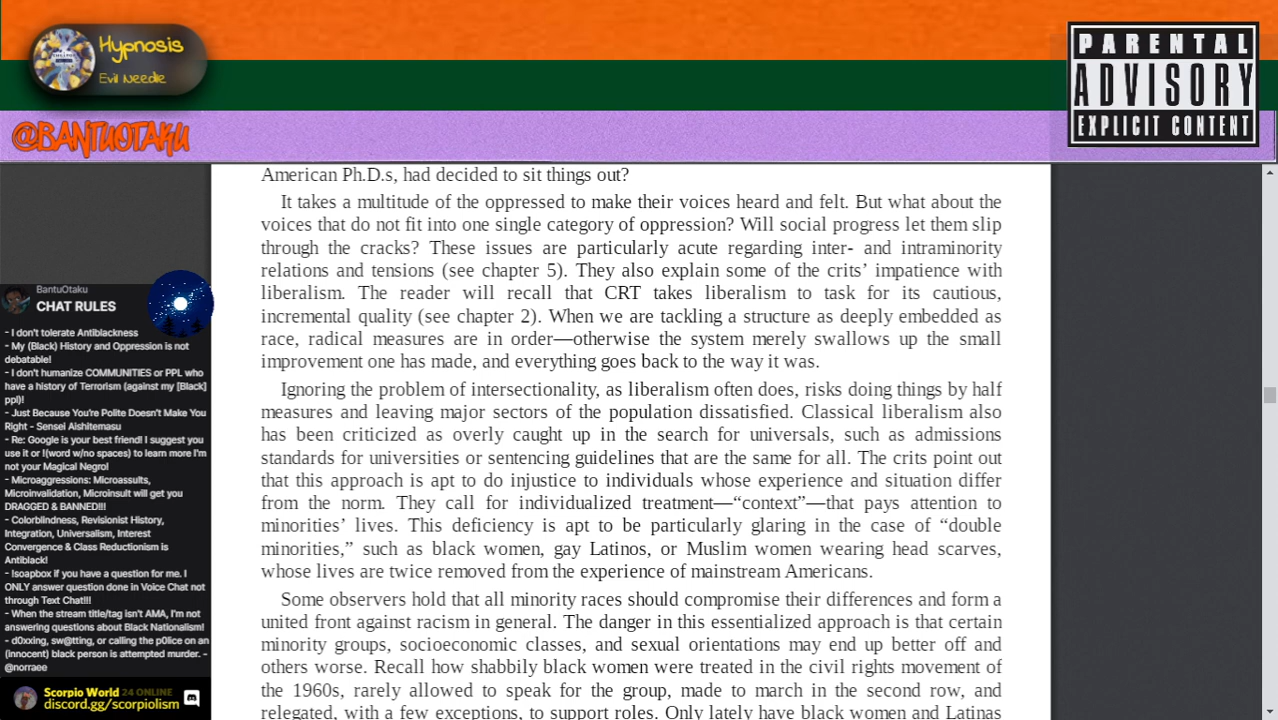 Hypnosis
Evil Needle
PARENTAL
ADVISORY
EXPLICIT CONTENT
@BANTUOTAKU
American Ph.D.s, had decided to sit things out?
It takes a multitude of the oppressed to make their voices heard and felt. But what about the
voices that do not fit into one single category of oppression? Will social progress let them slip
through the cracks? These issues are particularly acute regarding inter- and intraminority
relations and tensions (see chapter 5). They also explain some of the crits’ impatience with
liberalism. The reader will recall that CRT takes liberalism to task for its cautious,
incremental quality (see chapter 2). When we are tackling a structure as deeply embedded as
race, radical measures are in order—otherwise the system merely swallows up the small
improvement one has made, and everything goes back to the way it was.
Ignoring the problem of intersectionality, as liberalism often does, risks doing things by half
measures and leaving major sectors of the population dissatisfied. Classical liberalism also
has been criticized as overly caught up in the search for universals, such as admissions
standards for universities or sentencing guidelines that are the same for all. The crits point out
that this approach is apt to do injustice to individuals whose experience and situation differ
from the norm. They call for individualized treatment—“context”—that pays attention to
minorities’ lives. This deficiency is apt to be particularly glaring in the case of “double
minorities,” such as black women, gay Latinos, or Muslim women wearing head scarves,
whose lives are twice removed from the experience of mainstream Americans.
Some observers hold that all minority races should compromise their differences and form a
united front against racism in general. The danger in this essentialized approach is that certain
minority groups, socioeconomic classes, and sexual orientations may end up better off and
others worse. Recall how shabbily black women were treated in the civil rights movement of
the 1960s, rarely allowed to speak for the group, made to march in the second row, and
relegated, with a few exceptions, to support roles. Only lately have black women and Latinas
BantuOtaku
CHAT RULES
- I don't tolerate Antiblackness
- My (Black) History and Oppression is not
debatable!
- I don't humanize COMMUNITIES or PPL who
have a history of Terrorism (against my [Black]
ppl)!
- Just Because You're Polite Doesn't Make You
Right - Sensei Aishitemasu
- Re: Google is your best friend! I suggest you
use it or !(word w/no spaces) to learn more I'm
not your Magical Negro!
- Microaggressions: Microassults,
Microinvalidation, Microinsult will get you
DRAGGED & BANNED!!!
- Colorblindness, Revisionist History,
Integration, Universalism, Interest
Convergence & Class Reductionism is
Antiblack!
- !soapbox if you have a question for me. I
ONLY answer question done in Voice Chat not
through Text Chat!!!
- When the stream title/tag isn't AMA, I'm not
answering questions about Black Nationalism!
- d0xxing, sw@tting, or calling the p0lice on an
(innocent) black person is attempted murder. -
@norraee
Scorpio World 24 ONLINE
discord.gg/scorpiolism